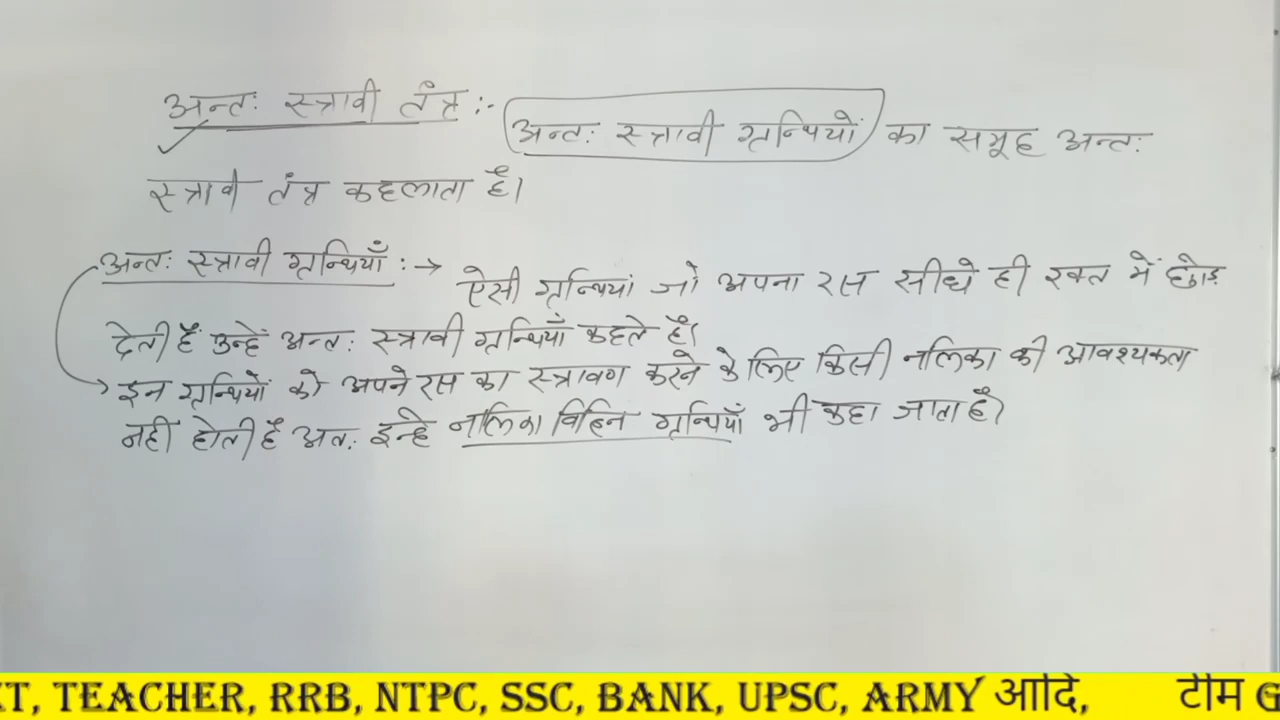 अन्तः स्त्रावी तंत्र :- अन्तः स्त्रावी ग्रन्थियों का समूह अन्तः
स्त्रावी तंत्र कहलाता है।
अन्तः स्त्रावी ग्रन्थियाँ :→ ऐसी ग्रन्थियां जो अपना रस सीधे ही रक्त में छोड़
देती हैं उन्हें अन्तः स्त्रावी ग्रन्थियाँ कहते हैं।
→ इन ग्रन्थियों को अपने रस का स्त्रावण करने के लिए किसी नलिका की आवश्यकता
नहीं होती है अतः इन्हे नलिका विहिन ग्रन्थियाँ भी कहा जाता है।
TEACHER, RRB, NTPC, SSC, BANK, UPSC, ARMY आदि, टीम G